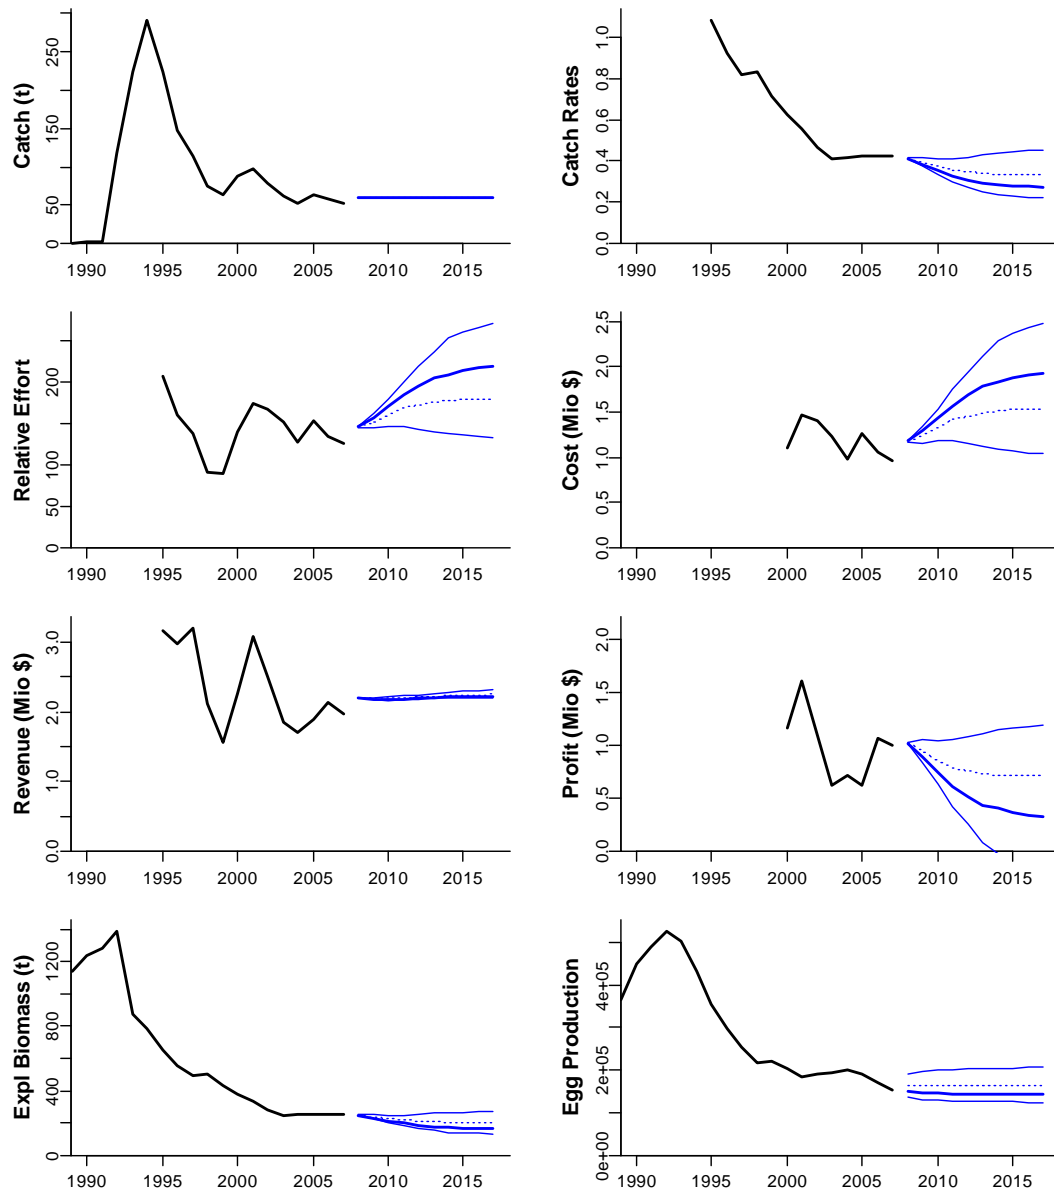 Catch (t)
0 50 150 250
1990 1995 2000 2005 2010 2015
Catch Rates
0.0 0.2 0.4 0.6 0.8 1.0
1990 1995 2000 2005 2010 2015
Relative Effort
0 50 100 200
1990 1995 2000 2005 2010 2015
Cost (Mio $)
0.0 0.5 1.0 1.5 2.0 2.5
1990 1995 2000 2005 2010 2015
Revenue (Mio $)
0.0 1.0 2.0 3.0
1990 1995 2000 2005 2010 2015
Profit (Mio $)
0.0 0.5 1.0 1.5 2.0
1990 1995 2000 2005 2010 2015
Expl Biomass (t)
0 400 800 1200
1990 1995 2000 2005 2010 2015
Egg Production
0e+00 2e+05 4e+05
1990 1995 2000 2005 2010 2015